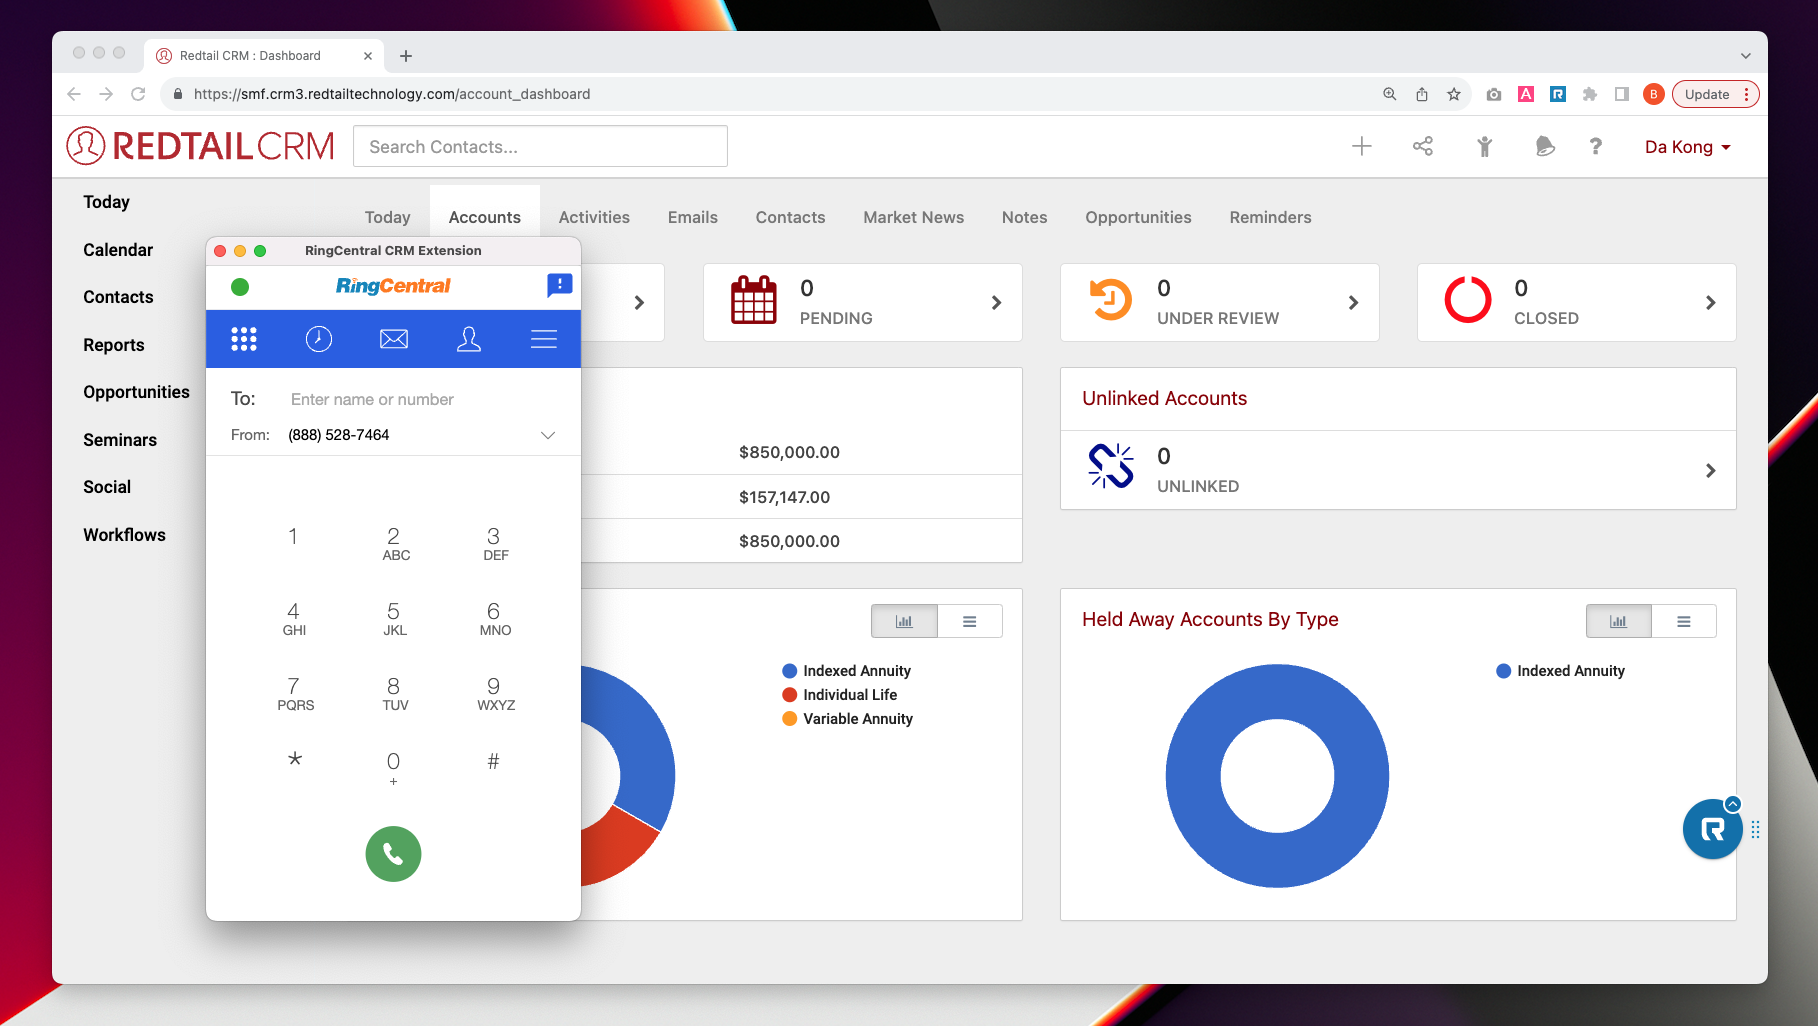 Redtail CRM : Dashboard
https://smf.crm3.redtailtechnology.com/account_dashboard
A
R
B
Update
REDTAILCRM
Search Contacts...
?
Da Kong
Today
Calendar
Contacts
Reports
Opportunities
Seminars
Social
Workflows
Today
Accounts
Activities
Emails
Contacts
Market News
Notes
Opportunities
Reminders
0
PENDING
0
UNDER REVIEW
0
CLOSED
$850,000.00
$157,147.00
$850,000.00
Unlinked Accounts
0
UNLINKED
Indexed Annuity
Individual Life
Variable Annuity
Held Away Accounts By Type
Indexed Annuity
RingCentral CRM Extension
RingCentral
!
To: Enter name or number
From: (888) 528-7464
1
2
ABC
3
DEF
4
GHI
5
JKL
6
MNO
7
PQRS
8
TUV
9
WXYZ
*
0
+
#
R